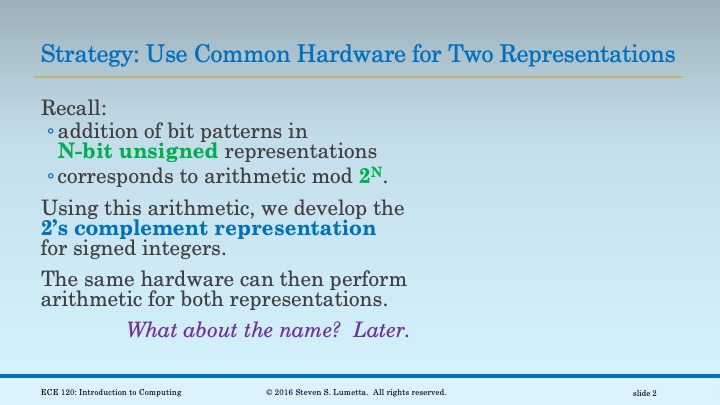 Strategy: Use Common Hardware for Two Representations
Recall:
◦addition of bit patterns in
N-bit unsigned representations
◦corresponds to arithmetic mod 2ᴺ.
Using this arithmetic, we develop the
2’s complement representation
for signed integers.
The same hardware can then perform
arithmetic for both representations.
What about the name?  Later.
ECE 120: Introduction to Computing
© 2016 Steven S. Lumetta.  All rights reserved.
slide 2